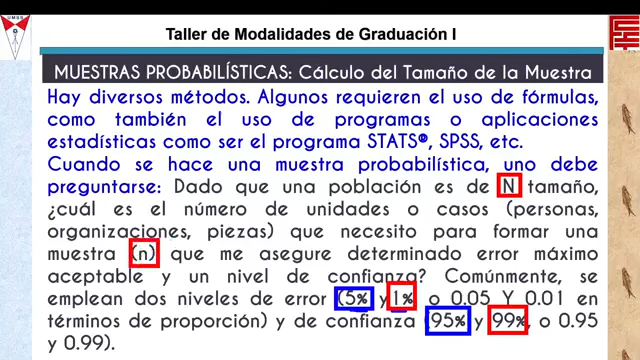 UMSS
Taller de Modalidades de Graduación I
MUESTRAS PROBABILÍSTICAS: Cálculo del Tamaño de la Muestra
Hay diversos métodos. Algunos requieren el uso de fórmulas,
como también el uso de programas o aplicaciones
estadísticas como ser el programa STATS®, SPSS, etc.
Cuando se hace una muestra probabilística, uno debe
preguntarse: Dado que una población es de N tamaño,
¿cuál es el número de unidades o casos (personas,
organizaciones, piezas) que necesito para formar una
muestra (n) que me asegure determinado error máximo
aceptable y un nivel de confianza? Comúnmente, se
emplean dos niveles de error (5% y 1% o 0.05 Y 0.01 en
términos de proporción) y de confianza (95% y 99%, o 0.95
y 0.99).